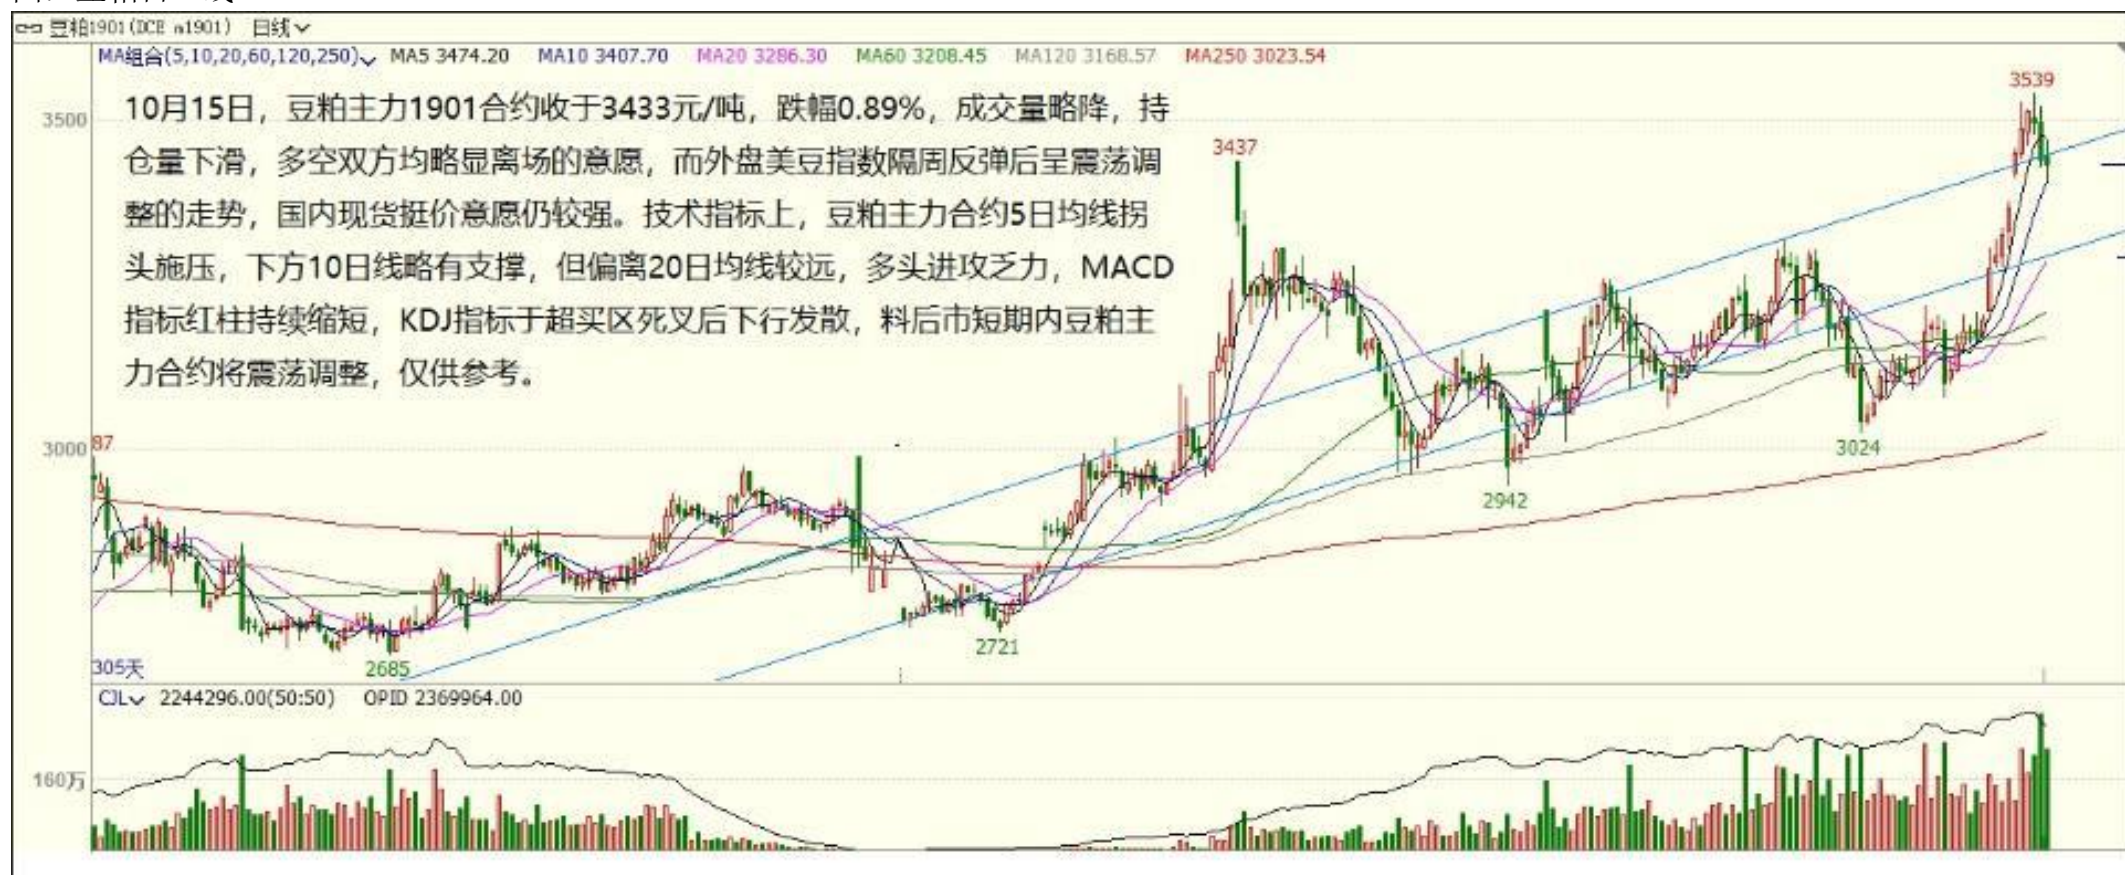 豆粕1901(DCE m1901) 日线
MA组合(5,10,20,60,120,250) MA5 3474.20 MA10 3407.70 MA20 3286.30 MA60 3208.45 MA120 3168.57 MA250 3023.54
10月15日，豆粕主力1901合约收于3433元/吨，跌幅0.89%，成交量略降，持
仓量下滑，多空双方均略显离场的意愿，而外盘美豆指数隔周反弹后呈震荡调
整的走势，国内现货挺价意愿仍较强。技术指标上，豆粕主力合约5日均线拐
头施压，下方10日线略有支撑，但偏离20日均线较远，多头进攻乏力，MACD
指标红柱持续缩短，KDJ指标于超买区死叉后下行发散，料后市短期内豆粕主
力合约将震荡调整，仅供参考。
3539
3500
3437
87
3000
3024
2942
2721
2685
305天
CJL 2244296.00(50:50) OPID 2369964.00
160万